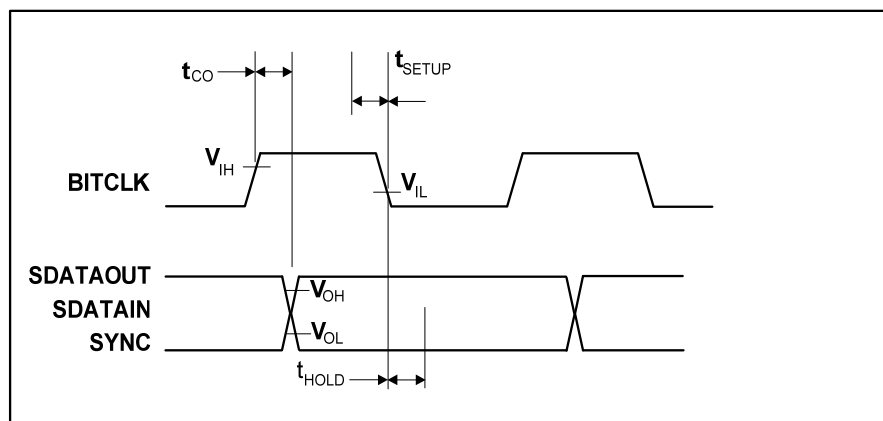 tCO
tSETUP
VIH
BITCLK
VIL
SDATAOUT
VOH
SDATAIN
VOL
SYNC
tHOLD